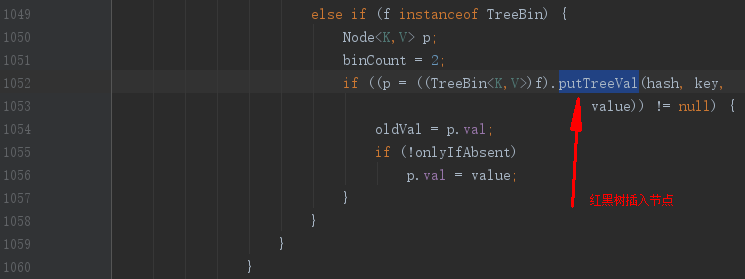 1049 else if (f instanceof TreeBin) {
1050 Node<K,V> p;
1051 binCount = 2;
1052 if ((p = ((TreeBin<K,V>)f).putTreeVal(hash, key,
1053 value)) != null) {
1054 oldVal = p.val;
1055 if (!onlyIfAbsent)
1056 p.val = value;
1057 }
1058 }
1059 }
1060 }
红黑树插入节点